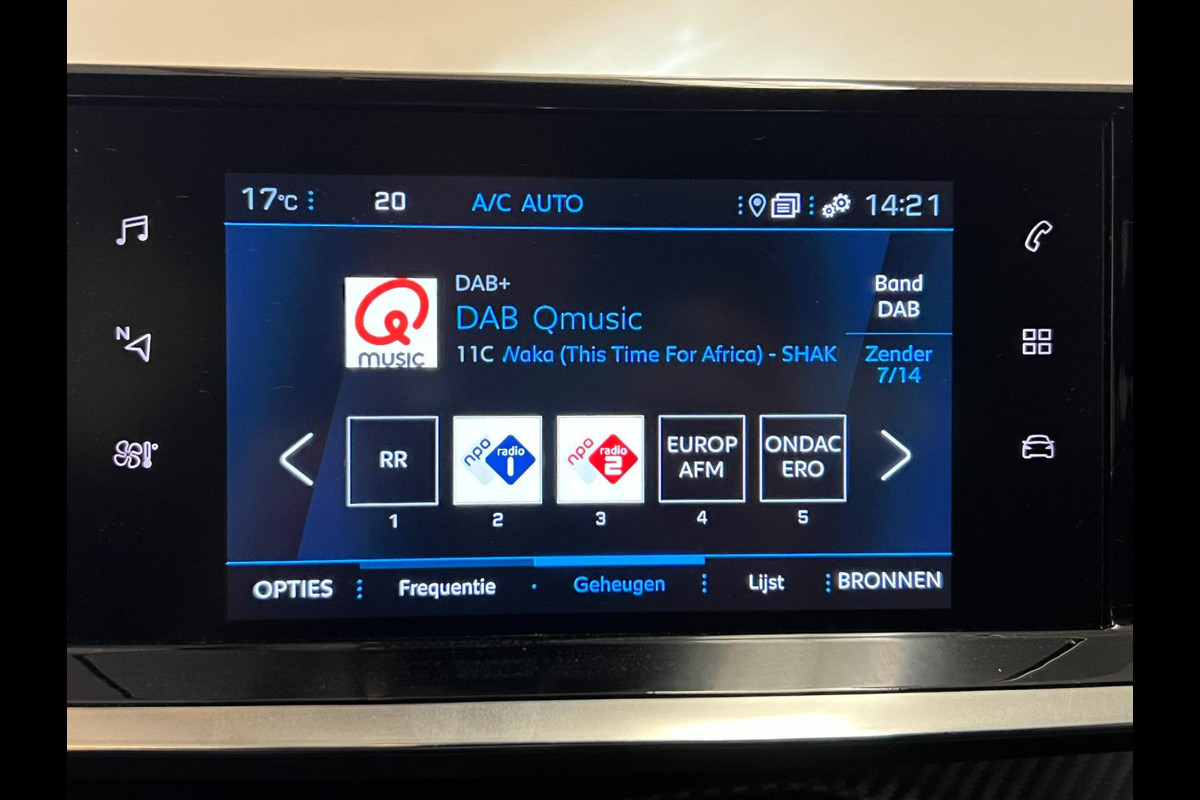 17°C 20 A/C AUTO 14:21
N
DAB+
DAB Qmusic
11C Waka (This Time For Africa) - SHAK
MUSIC
Band
DAB
Zender
7/14
RR
npo radio 1
npo radio 2
EUROP
AFM
ONDAC
ERO
1 2 3 4 5
OPTIES Frequentie Geheugen Lijst BRONNEN